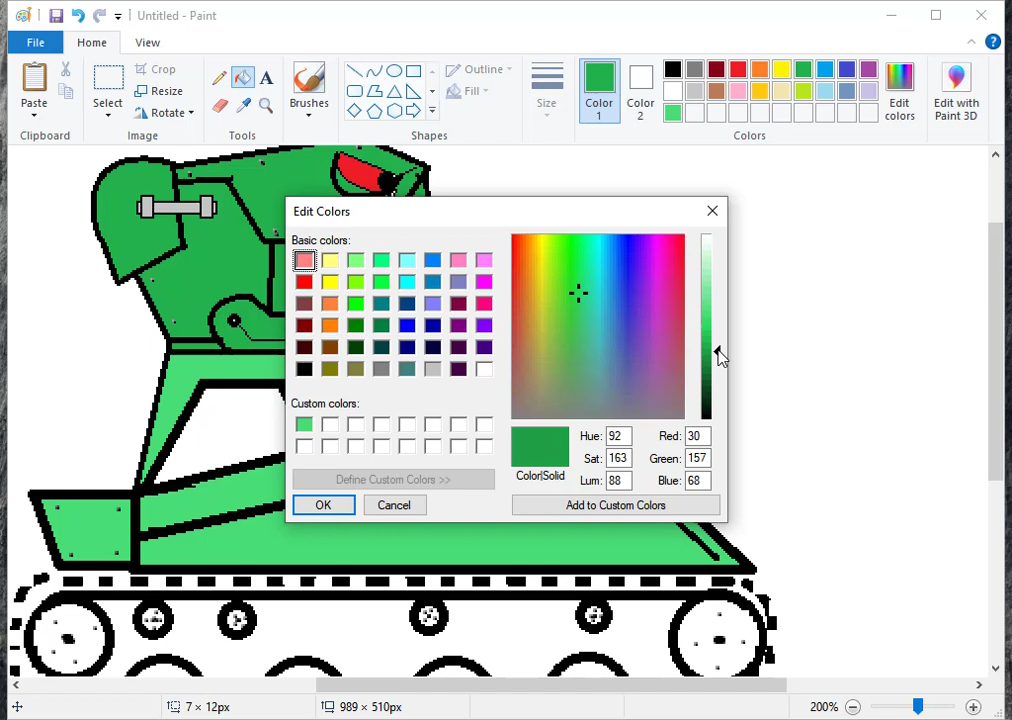 Untitled - Paint
File Home View
Paste
Clipboard
Select
Crop
Resize
Rotate
Image
A
Tools
Brushes
Outline
Fill
Shapes
Size
Color 1
Color 2
Edit colors
Colors
Edit with Paint 3D
Edit Colors
Basic colors:
Custom colors:
Define Custom Colors >>
OK Cancel
Color|Solid
Hue: 92
Sat: 163
Lum: 88
Red: 30
Green: 157
Blue: 68
Add to Custom Colors
7 × 12px
989 × 510px
200%